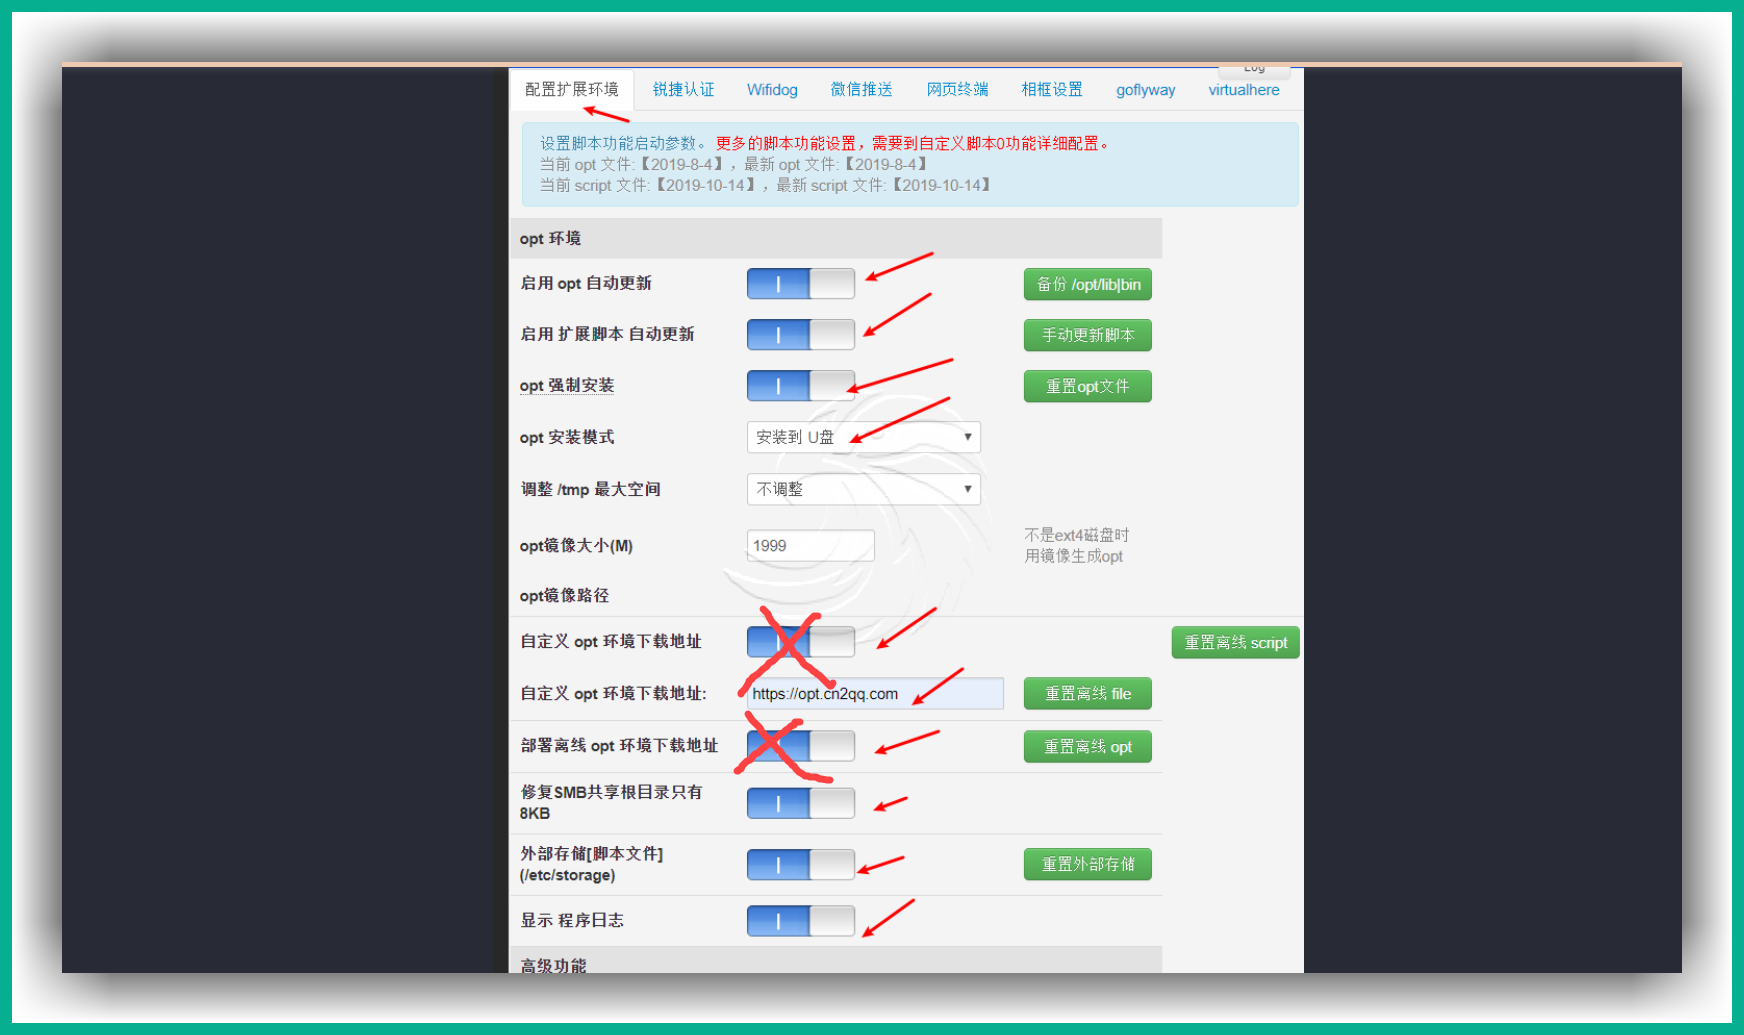 Log
配置扩展环境 锐捷认证 Wifidog 微信推送 网页终端 相框设置 goflyway virtualhere
设置脚本功能启动参数。 更多的脚本功能设置，需要到自定义脚本0功能详细配置。
当前 opt 文件:【2019-8-4】，最新 opt 文件:【2019-8-4】
当前 script 文件:【2019-10-14】，最新 script 文件:【2019-10-14】
opt 环境
启用 opt 自动更新 备份 /opt/lib|bin
启用 扩展脚本 自动更新 手动更新脚本
opt 强制安装 重置opt文件
opt 安装模式 安装到 U盘
调整 /tmp 最大空间 不调整
opt镜像大小(M) 1999 不是ext4磁盘时
用镜像生成opt
opt镜像路径
自定义 opt 环境下载地址 重置离线 script
自定义 opt 环境下载地址: https://opt.cn2qq.com 重置离线 file
部署离线 opt 环境下载地址 重置离线 opt
修复SMB共享根目录只有
8KB
外部存储[脚本文件]
(/etc/storage) 重置外部存储
显示 程序日志
高级功能